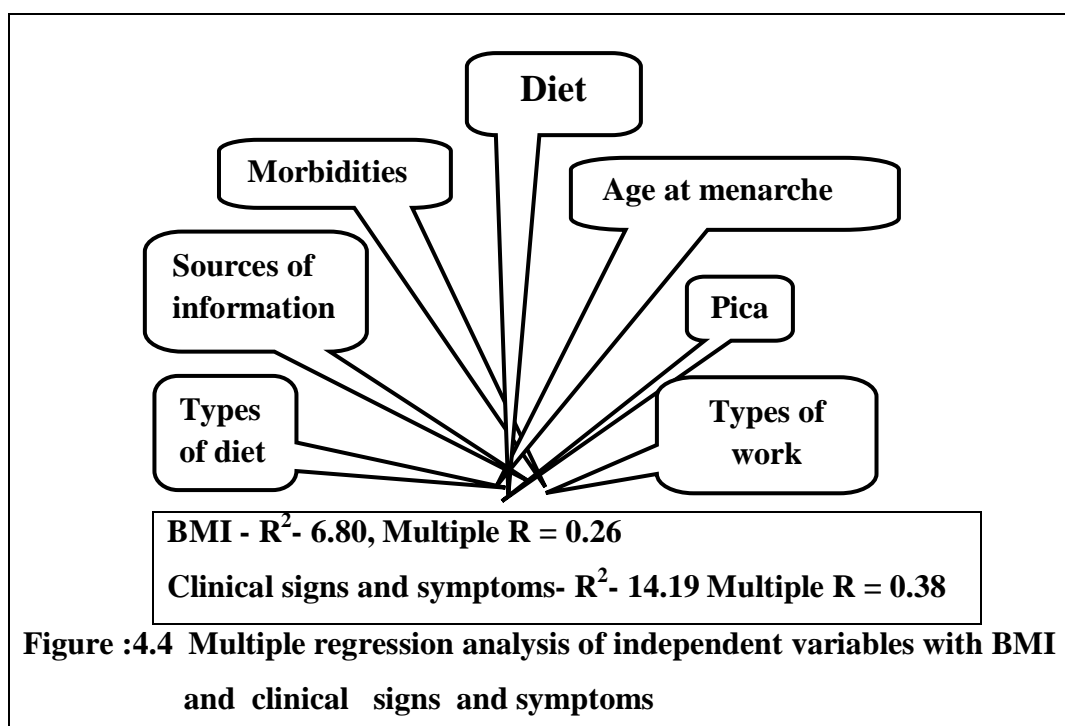 Diet
Morbidities
Age at menarche
Sources of
information
Pica
Types
of diet
Types of
work
BMI - R²- 6.80, Multiple R = 0.26
Clinical signs and symptoms- R²- 14.19 Multiple R = 0.38
Figure :4.4 Multiple regression analysis of independent variables with BMI
and clinical signs and symptoms